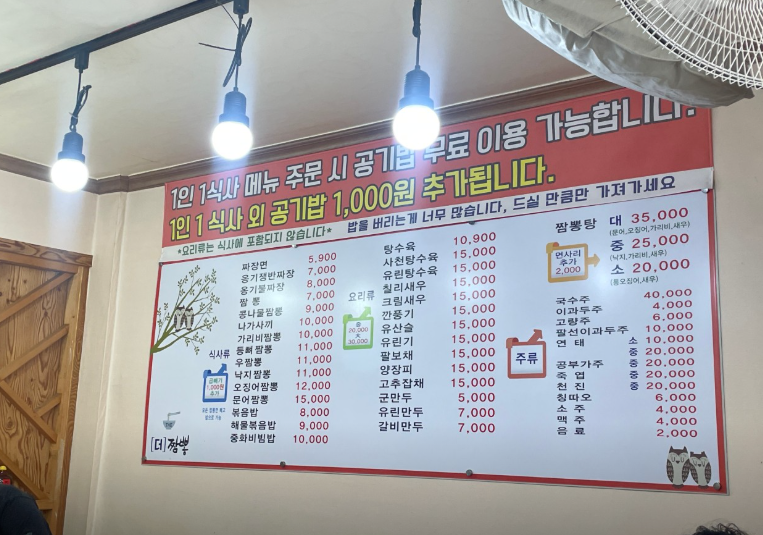 1인 1식사 메뉴 주문 시 공기밥 무료 이용 가능합니다.
1인 1 식사 외 공기밥 1,000원 추가됩니다.
*요리류는 식사에 포함되지 않습니다*
밥을 버리는게 너무 많습니다, 드실 만큼만 가져가세요
식사류
곱빼기
1,000원
추가
짜장면 5,900
옹기쟁반짜장 7,000
옹기불짜장 8,000
짬 뽕 7,000
콩나물짬뽕 9,000
나가사끼 10,000
가리비짬뽕 10,000
등뼈짬뽕 11,000
우짬뽕 11,000
낙지짬뽕 11,000
오징어짬뽕 12,000
문어짬뽕 15,000
볶음밥 8,000
해물볶음밥 9,000
중화비빔밥 10,000
[더]짬뽕
요리류
중
20,000
대
30,000
탕수육 10,900
사천탕수육 15,000
유린탕수육 15,000
칠리새우 15,000
크림새우 15,000
깐풍기 15,000
유산슬 15,000
유린기 15,000
팔보채 15,000
양장피 15,000
고추잡채 15,000
군만두 5,000
유린만두 7,000
갈비만두 7,000
짬뽕탕
면사리
추가
2,000
대 35,000
(문어,오징어,가리비,새우)
중 25,000
(낙지,가리비,새우)
소 20,000
(통오징어,새우)
주류
국수주 40,000
이과두주 4,000
고량주 6,000
필선이과두주 10,000
연 태 소 10,000
중 20,000
공부가주 중 20,000
죽 엽 중 20,000
천 진 중 20,000
칭따오 6,000
소 주 4,000
맥 주 4,000
음 료 2,000